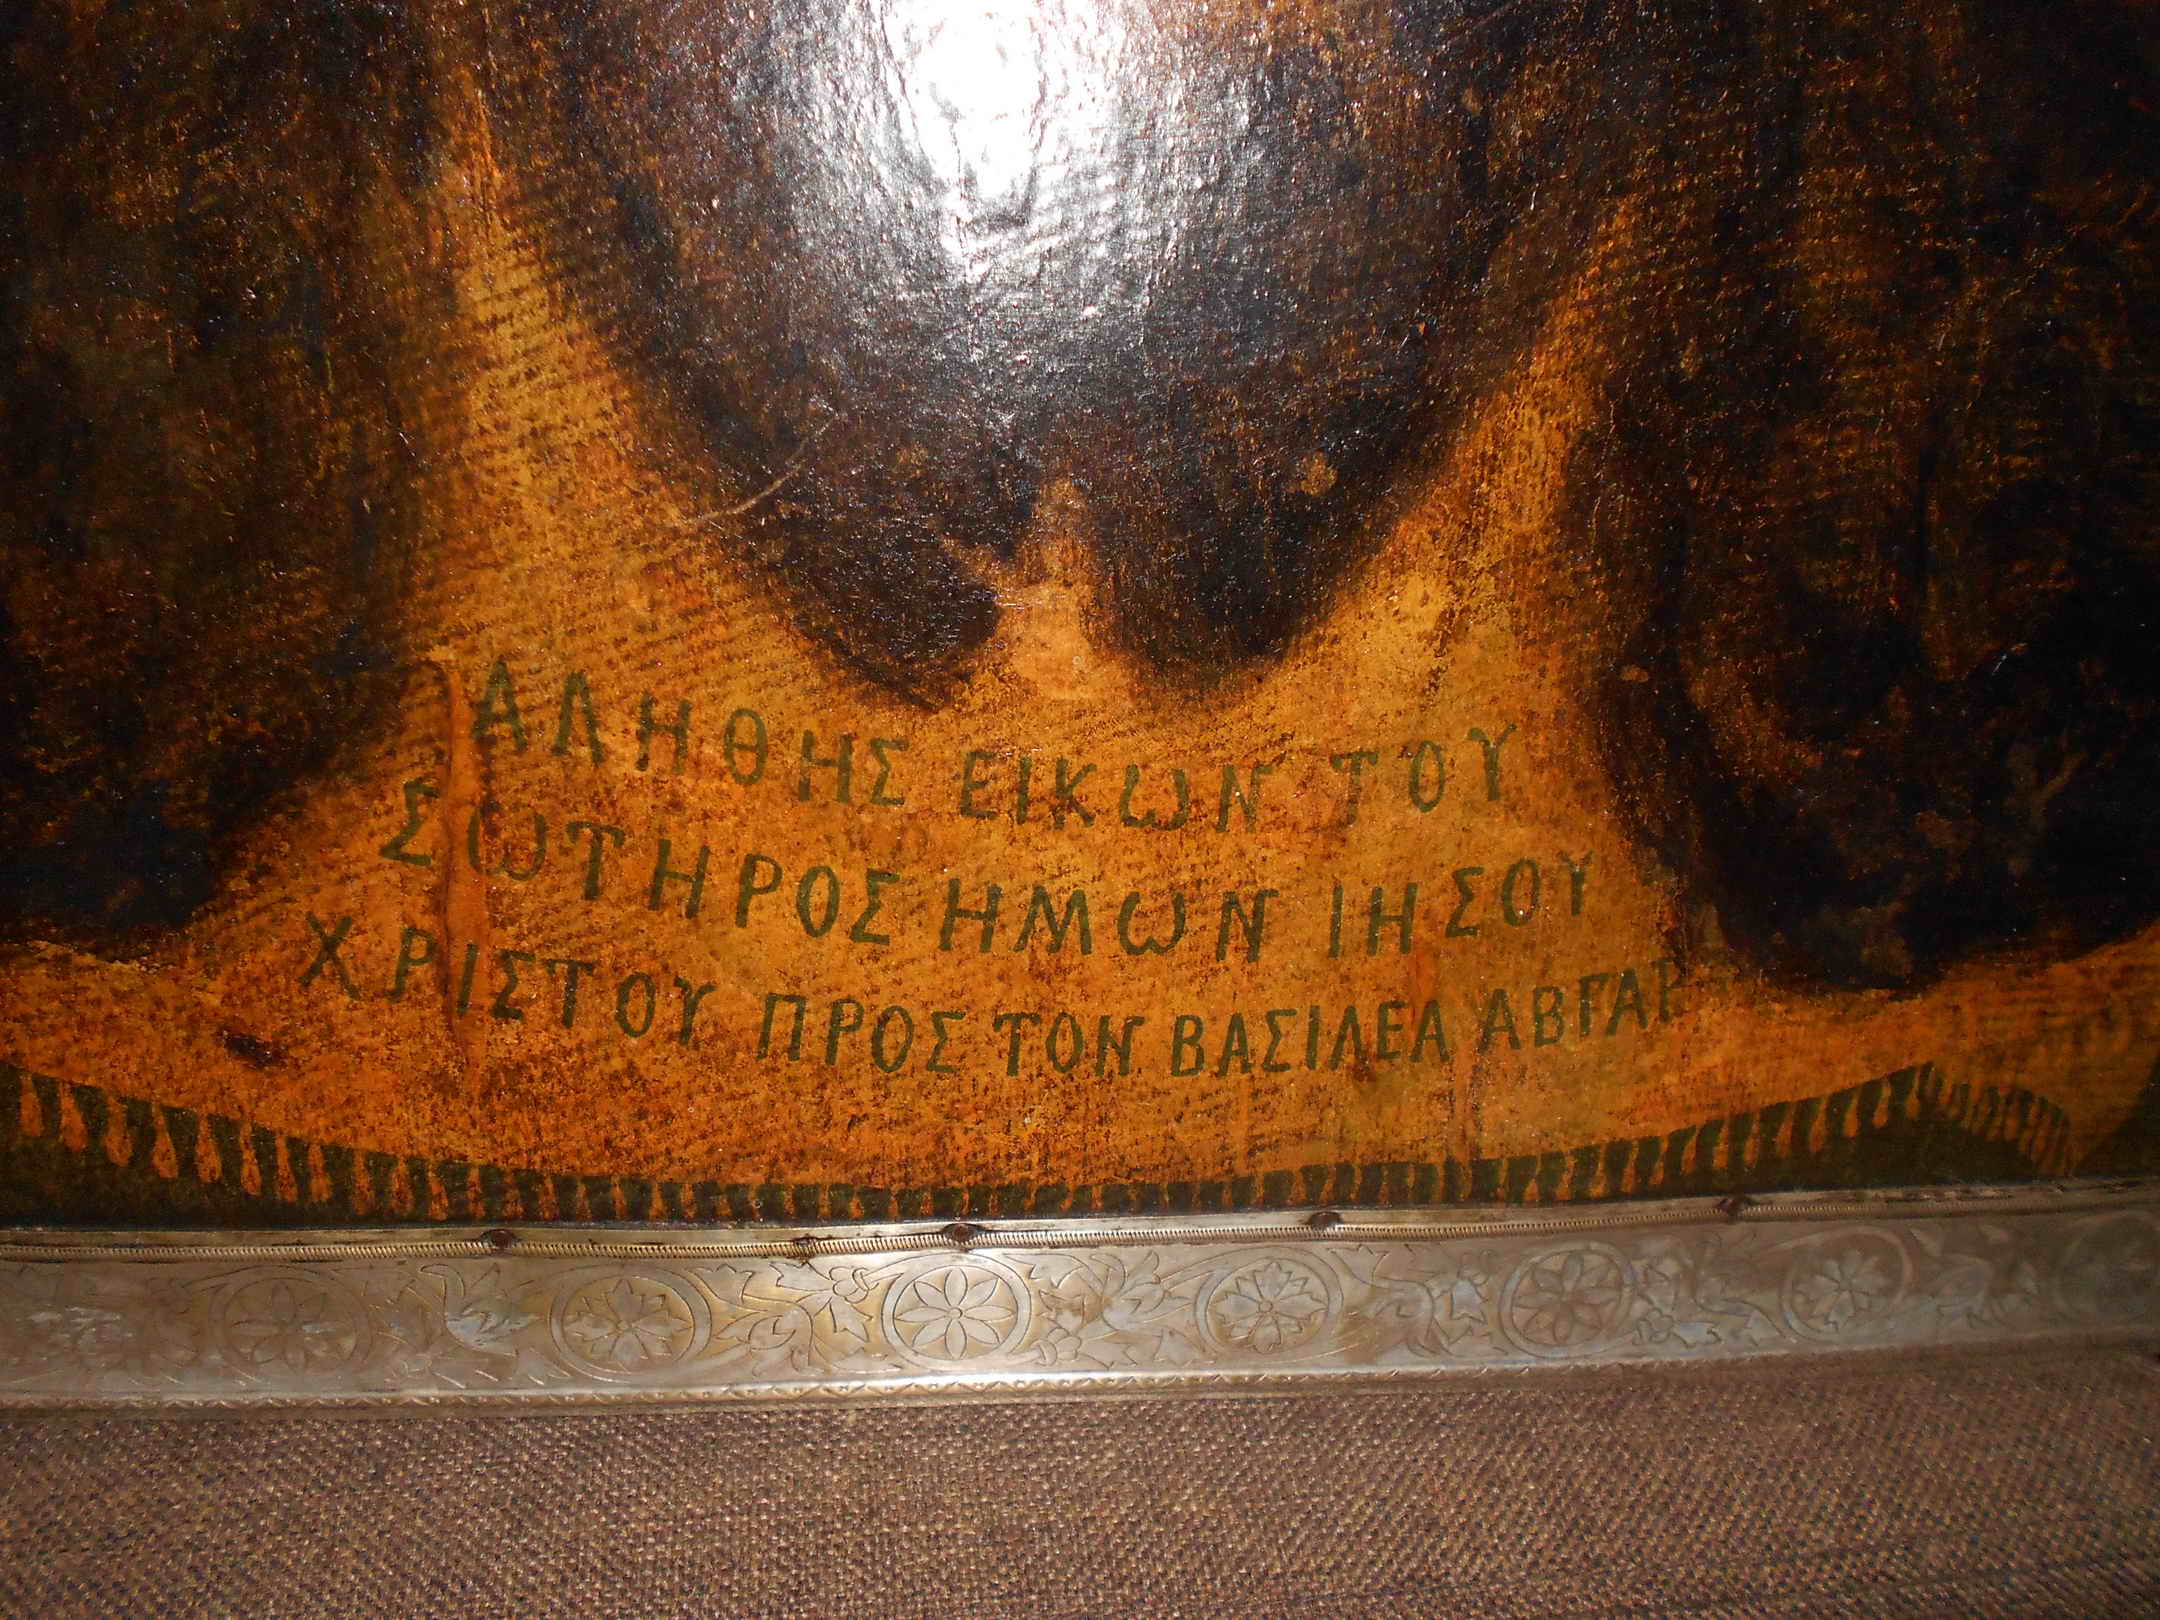 ΑΛΗΘΗΣ ΕΙΚΩΝ ΤΟΥ
ΣΩΤΗΡΟΣ ΗΜΩΝ ΙΗΣΟΥ
ΧΡΙΣΤΟΥ ΠΡΟΣ ΤΟΝ ΒΑΣΙΛΕΑ ΑΒΓΑΡ